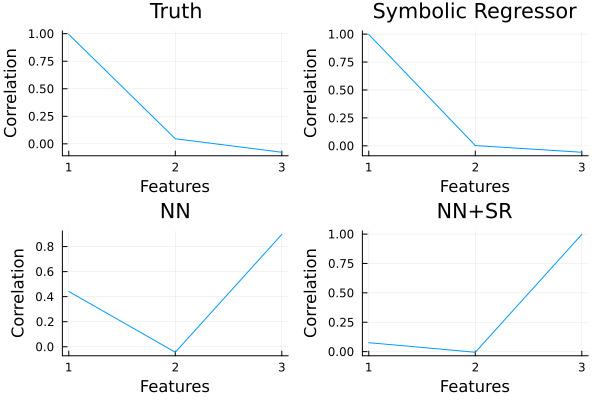 Truth
Correlation
1.00
0.75
0.50
0.25
0.00
1 2 3
Features
Symbolic Regressor
Correlation
1.00
0.75
0.50
0.25
0.00
1 2 3
Features
NN
Correlation
0.8
0.6
0.4
0.2
0.0
1 2 3
Features
NN+SR
Correlation
1.00
0.75
0.50
0.25
0.00
1 2 3
Features